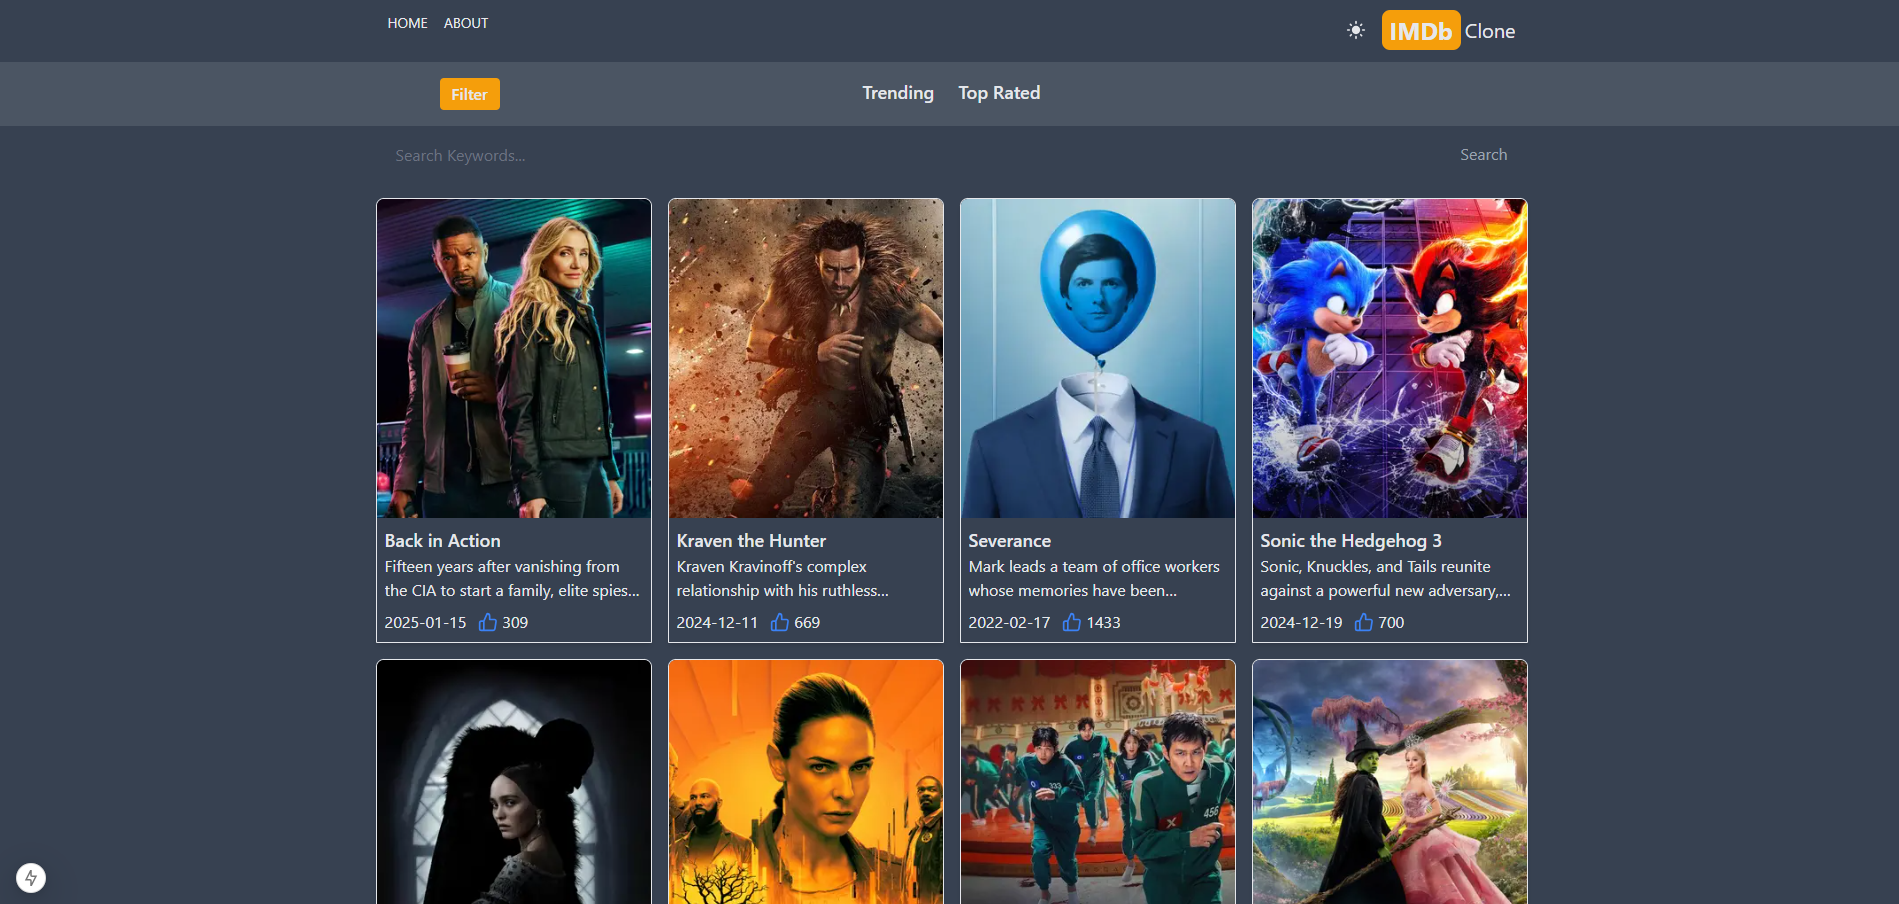 HOME ABOUT
IMDb Clone
Filter
Trending Top Rated
Search Keywords...
Search
Back in Action
Fifteen years after vanishing from
the CIA to start a family, elite spies...
2025-01-15 309
Kraven the Hunter
Kraven Kravinoff's complex
relationship with his ruthless...
2024-12-11 669
Severance
Mark leads a team of office workers
whose memories have been...
2022-02-17 1433
Sonic the Hedgehog 3
Sonic, Knuckles, and Tails reunite
against a powerful new adversary,...
2024-12-19 700
333
456